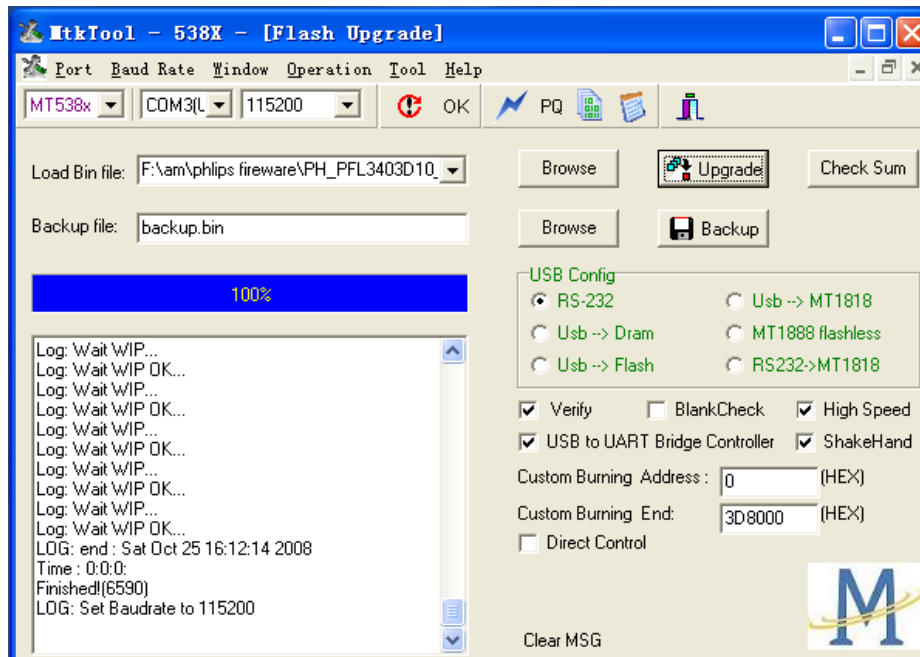 MtkTool - 538X - [Flash Upgrade]
Port Baud Rate Window Operation Tool Help
MT538x COM3(U 115200 OK PQ
Load Bin file: F:\am\phlips fireware\PH_PFL3403D10_ Browse Upgrade Check Sum
Backup file: backup.bin Browse Backup
100%
USB Config
RS-232 Usb --> MT1818
Usb --> Dram MT1888 flashless
Usb --> Flash RS232->MT1818
Verify BlankCheck High Speed
USB to UART Bridge Controller ShakeHand
Custom Burning Address : 0 (HEX)
Custom Burning End: 3D8000 (HEX)
Direct Control
Log: Wait WIP...
Log: Wait WIP OK...
Log: Wait WIP...
Log: Wait WIP OK...
Log: Wait WIP...
Log: Wait WIP OK...
Log: Wait WIP...
Log: Wait WIP OK...
Log: Wait WIP...
Log: Wait WIP OK...
LOG: end : Sat Oct 25 16:12:14 2008
Time : 0:0:0:
Finished!(6590)
LOG: Set Baudrate to 115200
Clear MSG
M